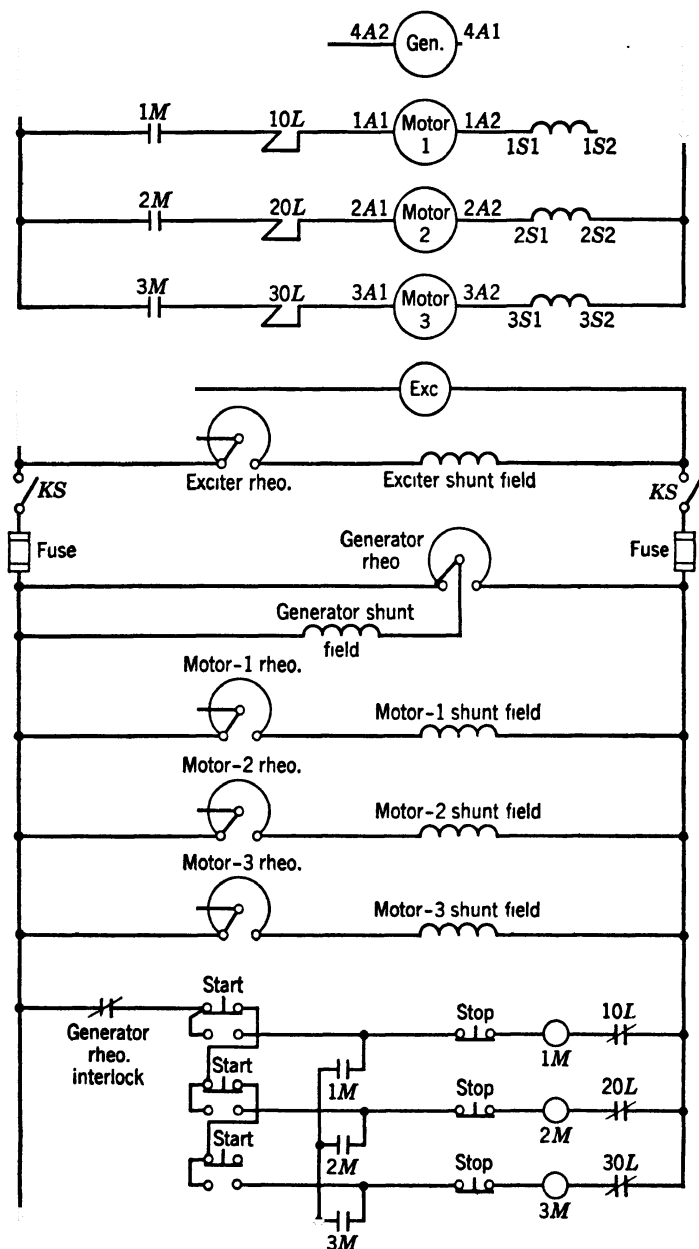 4A2 Gen. 4A1
1M 10L 1A1 Motor 1 1A2 1S1 1S2
2M 20L 2A1 Motor 2 2A2 2S1 2S2
3M 30L 3A1 Motor 3 3A2 3S1 3S2
Exc
Exciter rheo. Exciter shunt field
KS KS
Fuse Fuse
Generator
rheo
Generator shunt
field
Motor-1 rheo.
Motor-1 shunt field
Motor-2 rheo.
Motor-2 shunt field
Motor-3 rheo.
Motor-3 shunt field
Start Stop 10L
Generator
rheo.
interlock
1M 1M
Start Stop 20L
2M 2M
Start Stop 30L
3M 3M